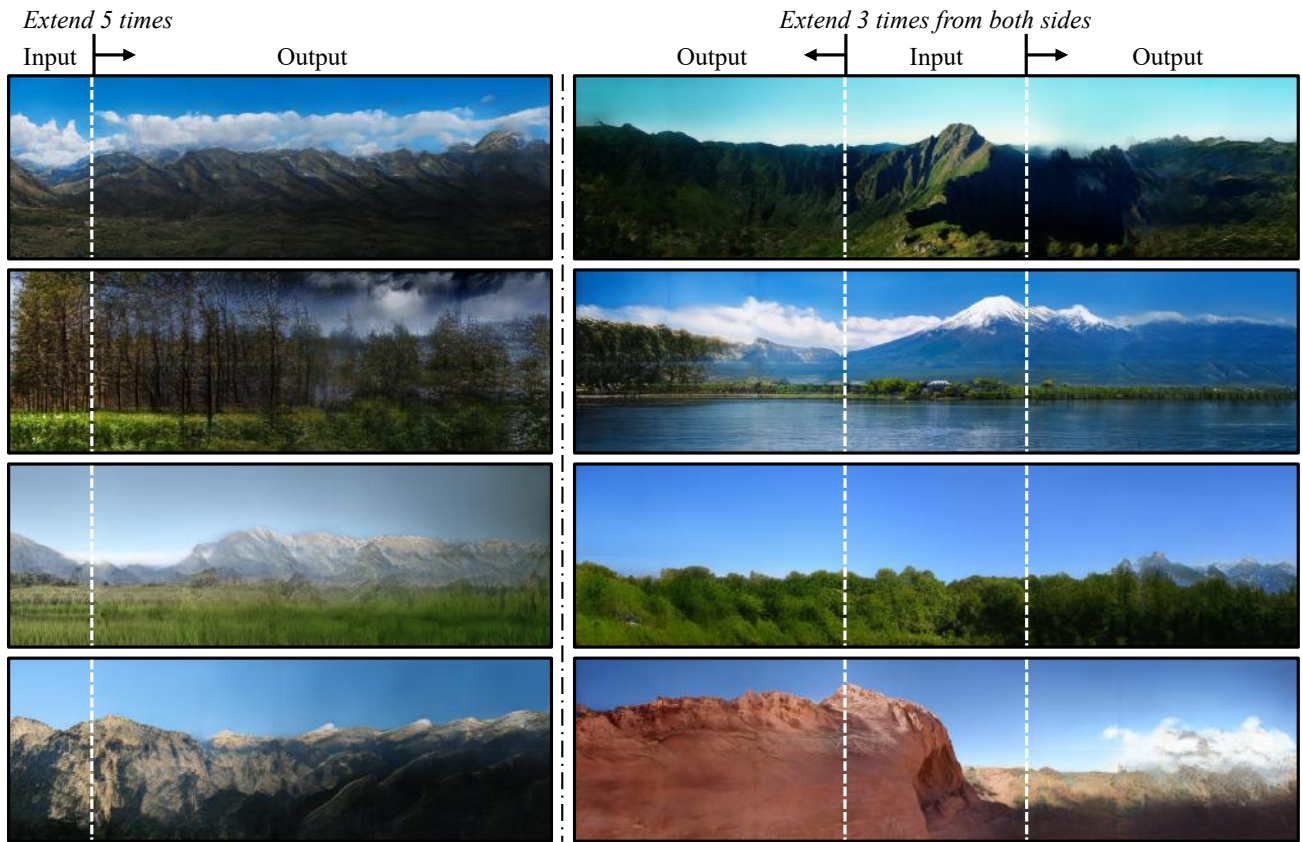 Extend 5 times
Extend 3 times from both sides
Input
Output
Output
Input
Output